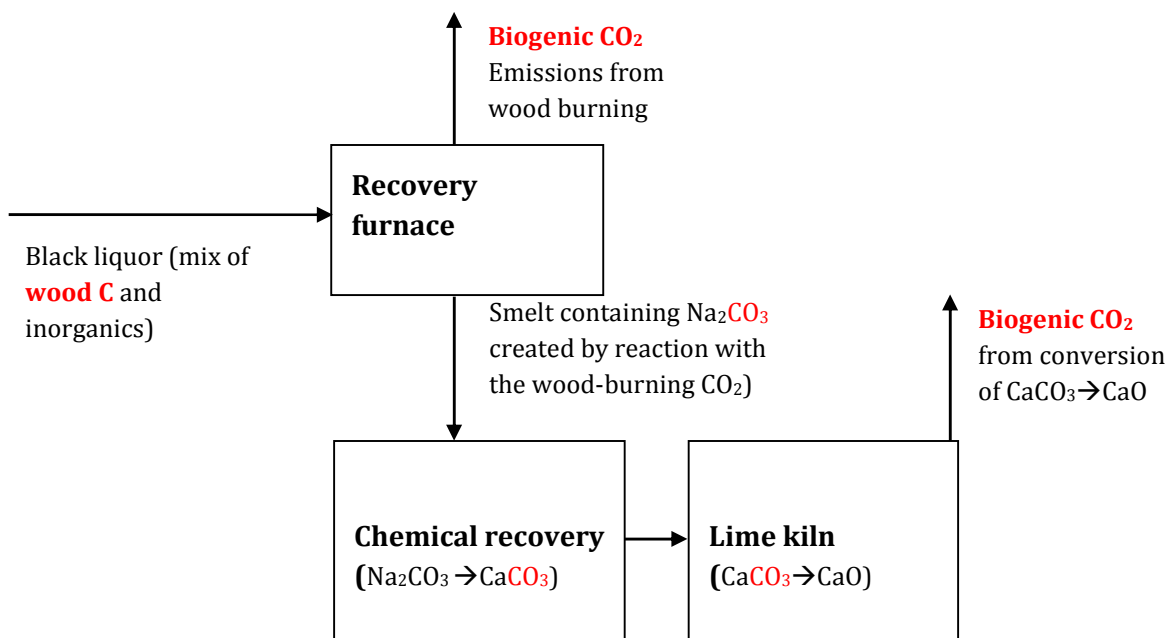 Biogenic CO₂
Emissions from
wood burning
Recovery
furnace
Black liquor (mix of
wood C and
inorganics)
Smelt containing Na₂CO₃
created by reaction with
the wood-burning CO₂)
Biogenic CO₂
from conversion
of CaCO₃→CaO
Chemical recovery
(Na₂CO₃→CaCO₃)
Lime kiln
(CaCO₃→CaO)